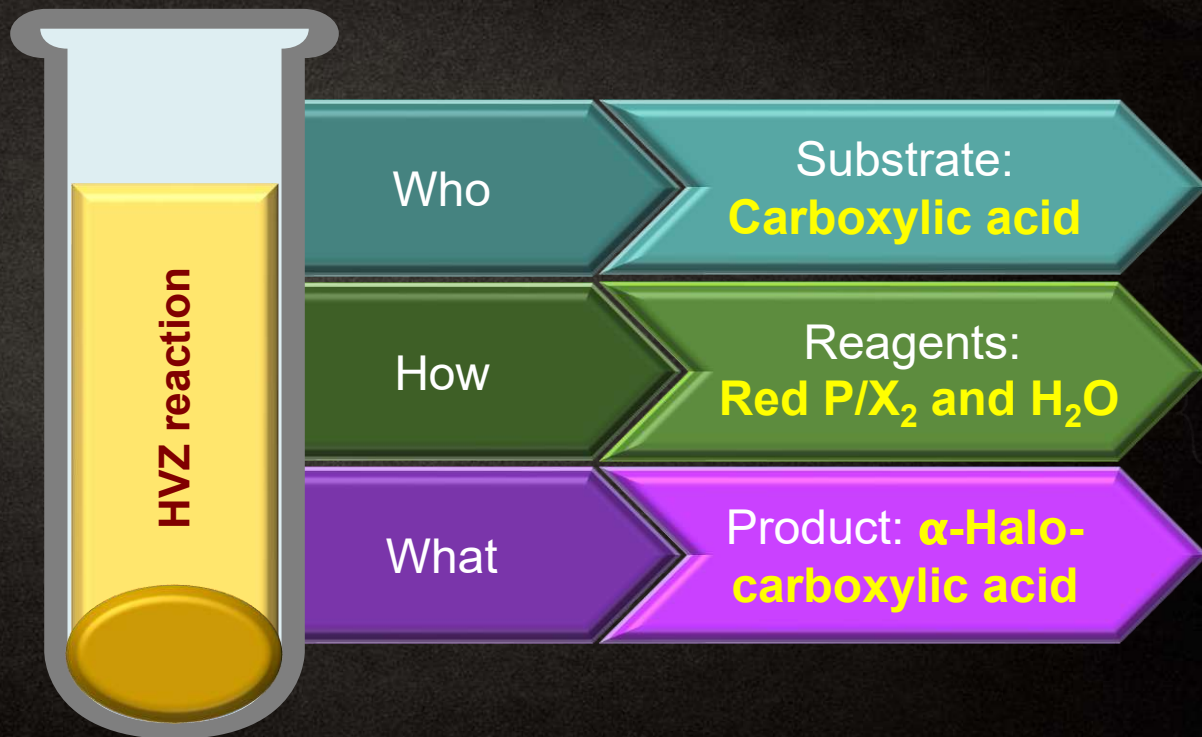 HVZ reaction
Who
Substrate:
Carboxylic acid
How
Reagents:
Red P/X₂ and H₂O
What
Product: α-Halo-
carboxylic acid